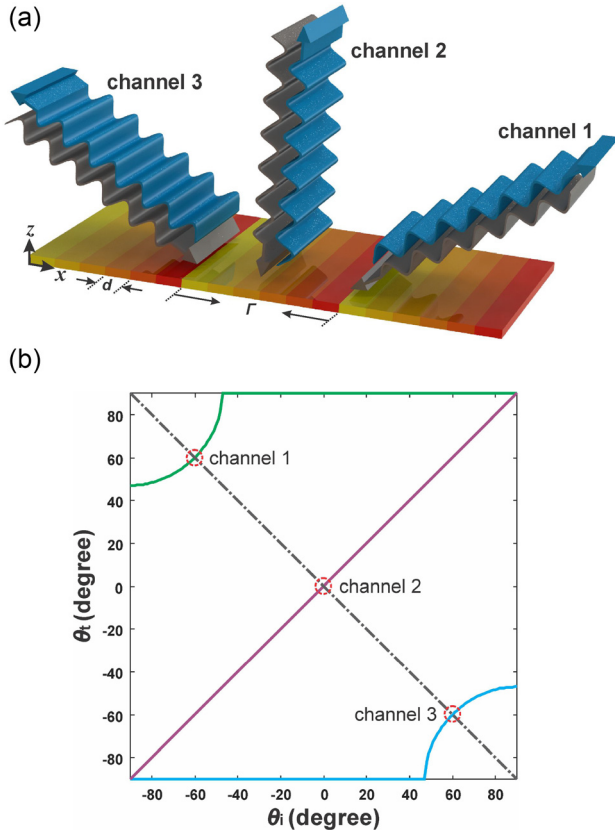 (a)
channel 3
channel 2
channel 1
z
x
d
Γ
(b)
θt (degree)
80
60
40
20
0
-20
-40
-60
-80
channel 1
channel 2
channel 3
-80 -60 -40 -20 0 20 40 60 80
θi (degree)